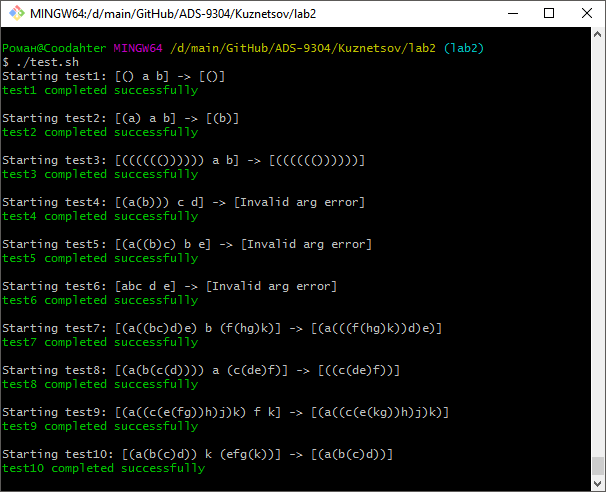 MINGW64:/d/main/GitHub/ADS-9304/Kuznetsov/lab2
Роман@Coodahter MINGW64 /d/main/GitHub/ADS-9304/Kuznetsov/lab2 (lab2)
$ ./test.sh
Starting test1: [() a b] -> [()]
test1 completed successfully
Starting test2: [(a) a b] -> [(b)]
test2 completed successfully
Starting test3: [(((((()))))) a b] -> [(((((())))))]
test3 completed successfully
Starting test4: [(a(b))) c d] -> [Invalid arg error]
test4 completed successfully
Starting test5: [(a((b)c) b e] -> [Invalid arg error]
test5 completed successfully
Starting test6: [abc d e] -> [Invalid arg error]
test6 completed successfully
Starting test7: [(a((bc)d)e) b (f(hg)k)] -> [(a(((f(hg)k))d)e)]
test7 completed successfully
Starting test8: [(a(b(c(d)))) a (c(de)f)] -> [((c(de)f))]
test8 completed successfully
Starting test9: [(a((c(e(fg))h)j)k) f k] -> [(a((c(e(kg))h)j)k)]
test9 completed successfully
Starting test10: [(a(b(c)d)) k (efg(k))] -> [(a(b(c)d))]
test10 completed successfully